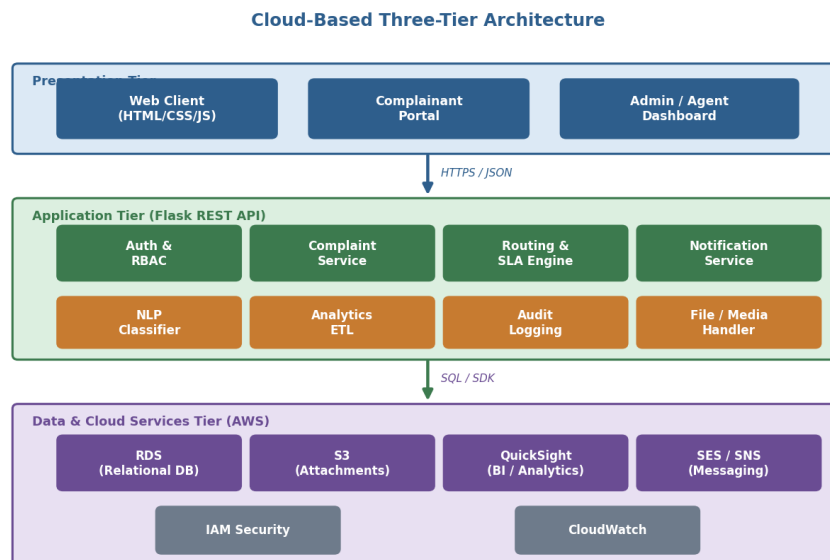 Cloud-Based Three-Tier Architecture
Presentation Tier
Web Client
(HTML/CSS/JS)
Complainant
Portal
Admin / Agent
Dashboard
HTTPS / JSON
Application Tier (Flask REST API)
Auth &
RBAC
Complaint
Service
Routing &
SLA Engine
Notification
Service
NLP
Classifier
Analytics
ETL
Audit
Logging
File / Media
Handler
SQL / SDK
Data & Cloud Services Tier (AWS)
RDS
(Relational DB)
S3
(Attachments)
QuickSight
(BI / Analytics)
SES / SNS
(Messaging)
IAM Security
CloudWatch